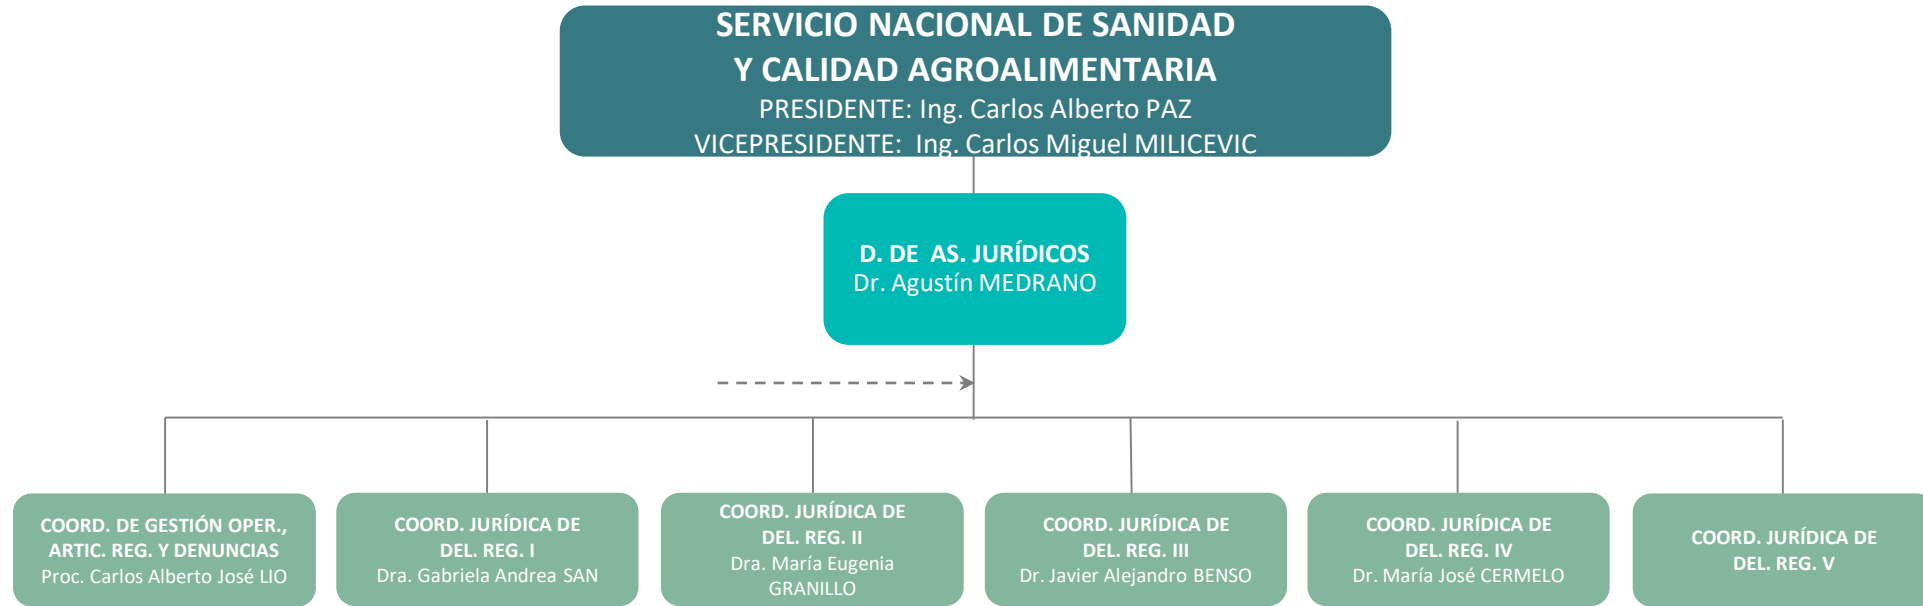 SERVICIO NACIONAL DE SANIDAD
Y CALIDAD AGROALIMENTARIA
PRESIDENTE: Ing. Carlos Alberto PAZ
VICEPRESIDENTE: Ing. Carlos Miguel MILICEVIC
D. DE AS. JURÍDICOS
Dr. Agustín MEDRANO
COORD. DE GESTIÓN OPER.,
ARTIC. REG. Y DENUNCIAS
Proc. Carlos Alberto José LIO
COORD. JURÍDICA DE
DEL. REG. I
Dra. Gabriela Andrea SAN
COORD. JURÍDICA DE
DEL. REG. II
Dra. María Eugenia
GRANILLO
COORD. JURÍDICA DE
DEL. REG. III
Dr. Javier Alejandro BENSO
COORD. JURÍDICA DE
DEL. REG. IV
Dr. María José CERMELO
COORD. JURÍDICA DE
DEL. REG. V